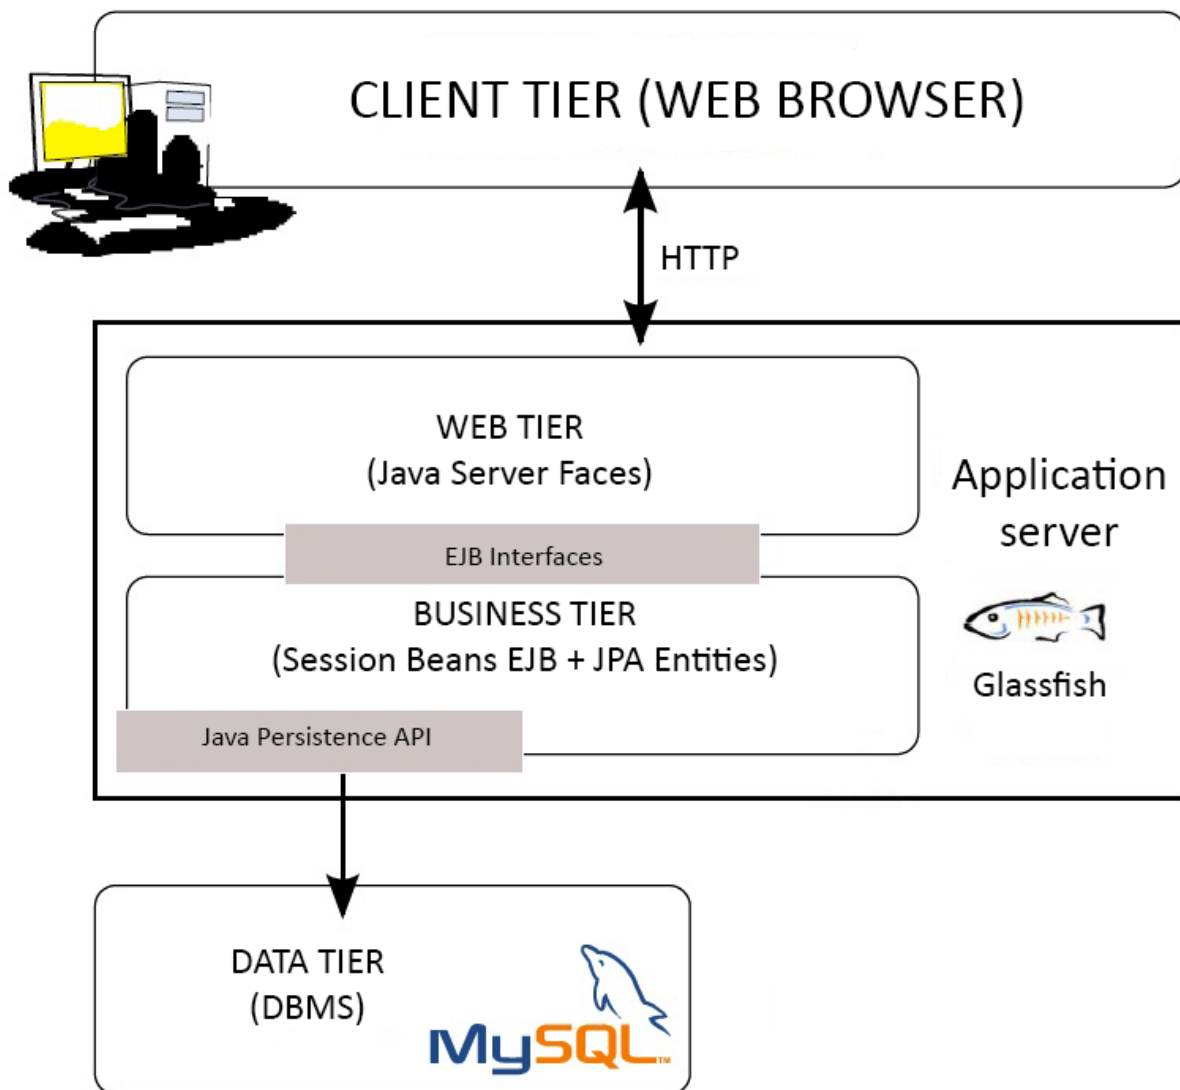 CLIENT TIER (WEB BROWSER)
HTTP
WEB TIER
(Java Server Faces)
Application
server
EJB Interfaces
BUSINESS TIER
(Session Beans EJB + JPA Entities)
Glassfish
Java Persistence API
DATA TIER
(DBMS)
MySQL™